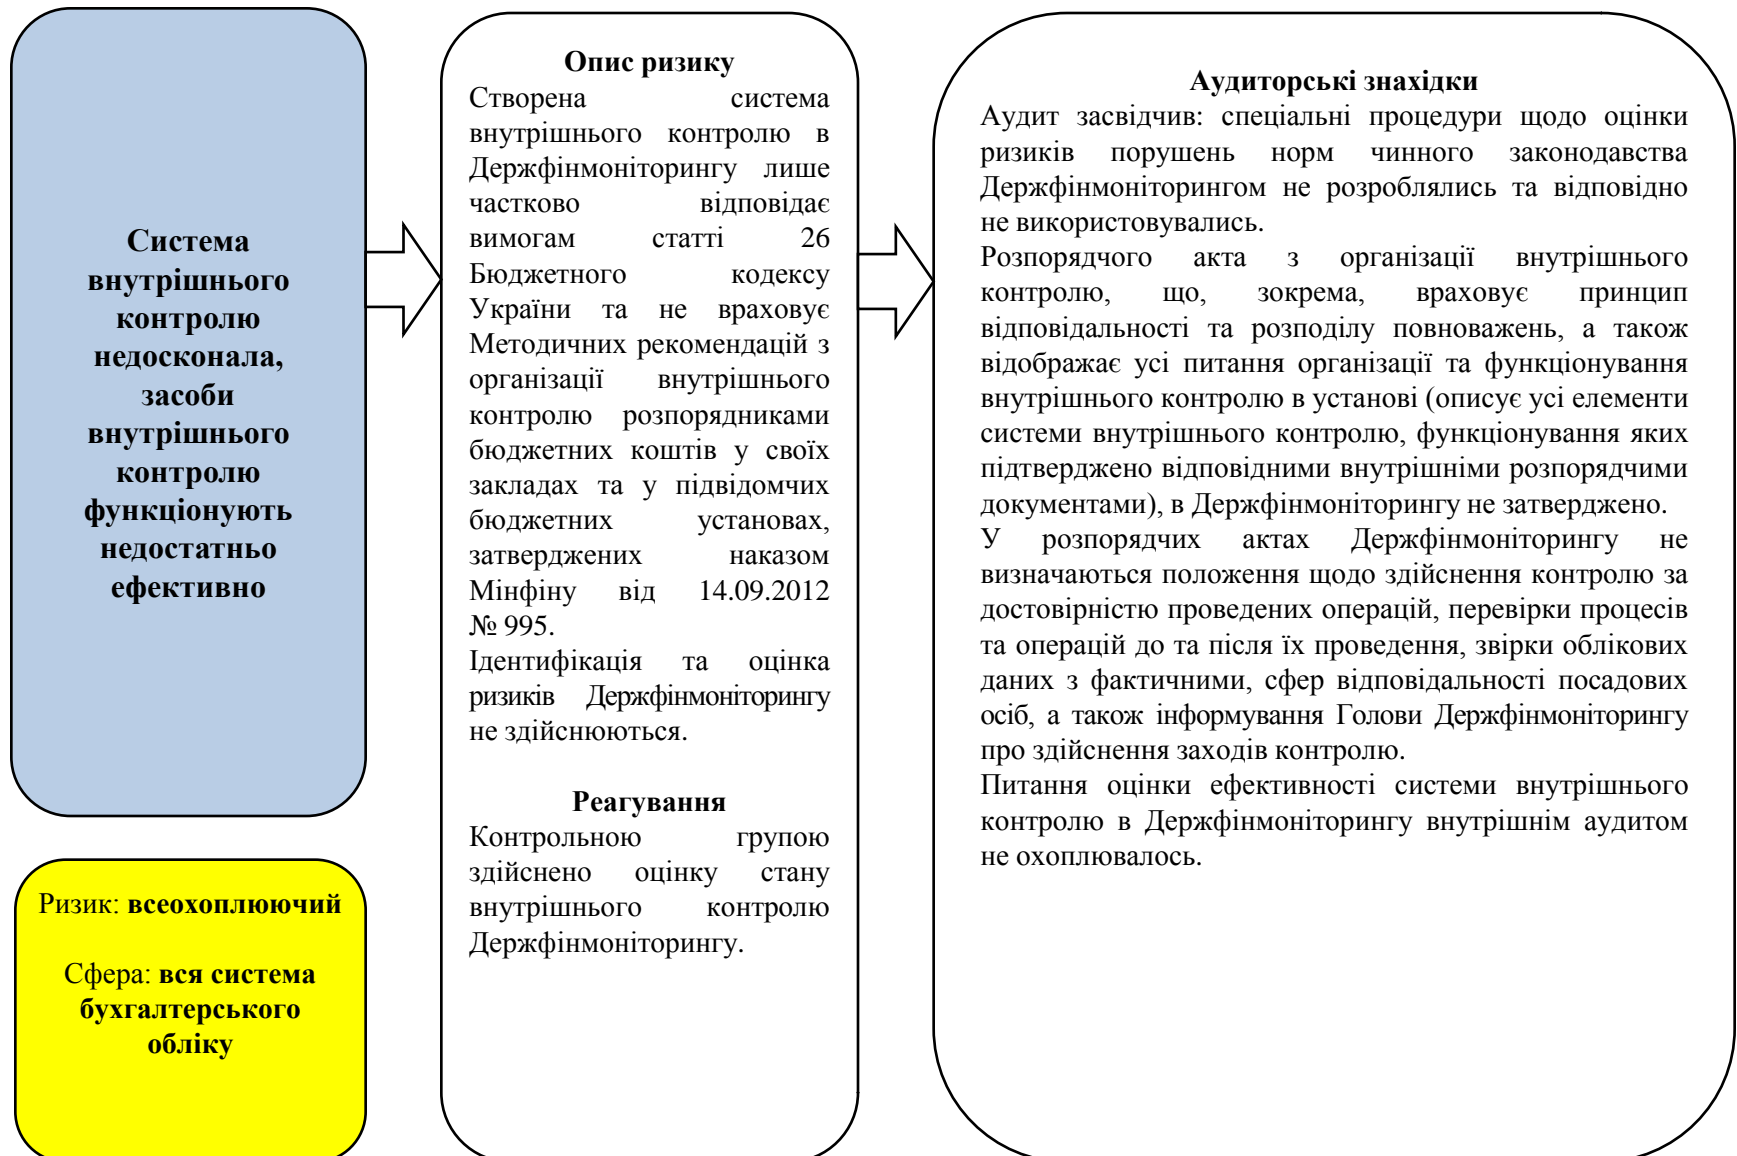 Система
внутрішнього
контролю
недосконала,
засоби
внутрішнього
контролю
функціонують
недостатньо
ефективно
Ризик: всеохоплюючий
Сфера: вся система
бухгалтерського
обліку
Опис ризику
Створена система
внутрішнього контролю в
Держфінмоніторингу лише
частково відповідає
вимогам статті 26
Бюджетного кодексу
України та не враховує
Методичних рекомендацій з
організації внутрішнього
контролю розпорядниками
бюджетних коштів у своїх
закладах та у підвідомчих
бюджетних установах,
затверджених наказом
Мінфіну від 14.09.2012
№ 995.
Ідентифікація та оцінка
ризиків Держфінмоніторингу
не здійснюються.
Реагування
Контрольною групою
здійснено оцінку стану
внутрішнього контролю
Держфінмоніторингу.
Аудиторські знахідки
Аудит засвідчив: спеціальні процедури щодо оцінки
ризиків порушень норм чинного законодавства
Держфінмоніторингом не розроблялись та відповідно
не використовувались.
Розпорядчого акта з організації внутрішнього
контролю, що, зокрема, враховує принцип
відповідальності та розподілу повноважень, а також
відображає усі питання організації та функціонування
внутрішнього контролю в установі (описує усі елементи
системи внутрішнього контролю, функціонування яких
підтверджено відповідними внутрішніми розпорядчими
документами), в Держфінмоніторингу не затверджено.
У розпорядчих актах Держфінмоніторингу не
визначаються положення щодо здійснення контролю за
достовірністю проведених операцій, перевірки процесів
та операцій до та після їх проведення, звірки облікових
даних з фактичними, сфер відповідальності посадових
осіб, а також інформування Голови Держфінмоніторингу
про здійснення заходів контролю.
Питання оцінки ефективності системи внутрішнього
контролю в Держфінмоніторингу внутрішнім аудитом
не охоплювалось.